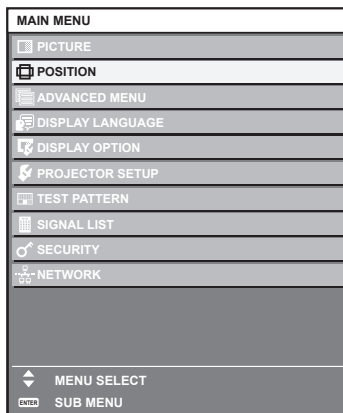 MAIN MENU
PICTURE
POSITION
ADVANCED MENU
DISPLAY LANGUAGE
DISPLAY OPTION
PROJECTOR SETUP
TEST PATTERN
SIGNAL LIST
SECURITY
NETWORK
MENU SELECT
ENTER SUB MENU